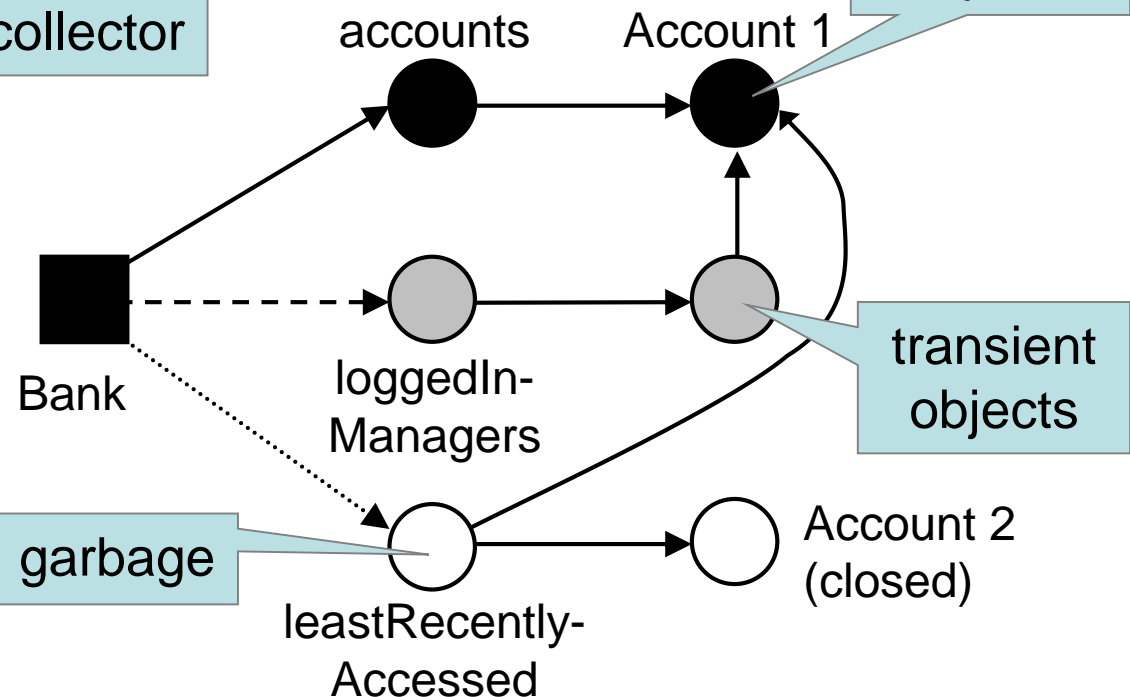 collector
accounts
Account 1
Bank
loggedIn-
Managers
transient
objects
garbage
Account 2
(closed)
leastRecently-
Accessed